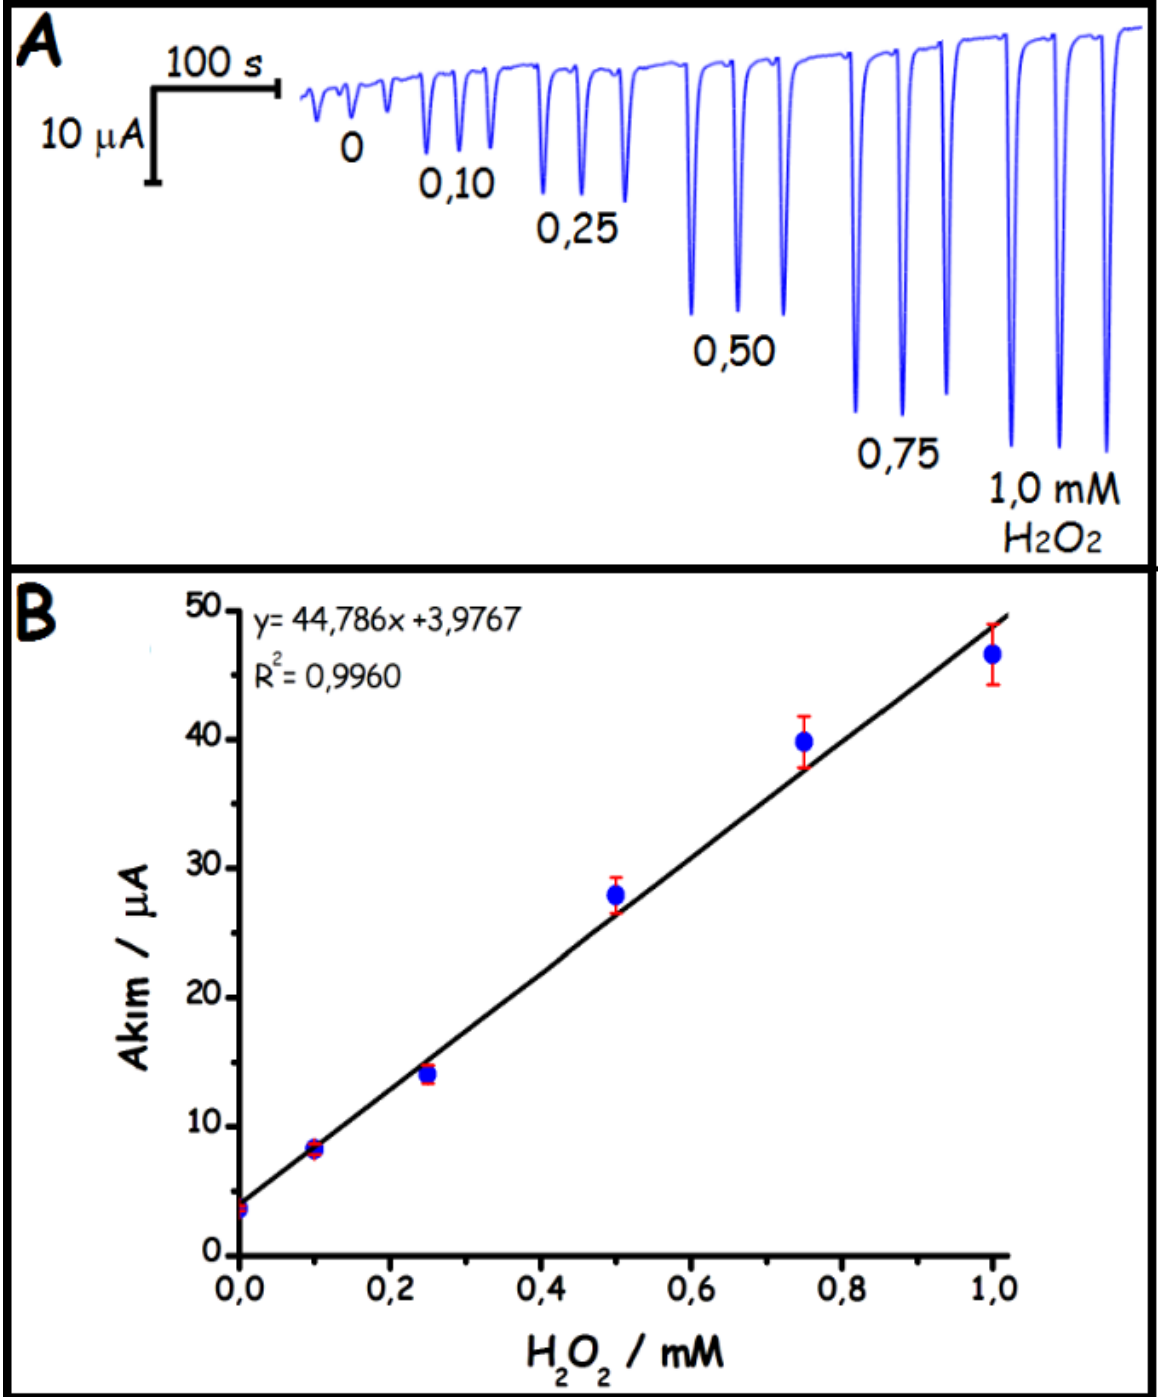 A
100 s
10 µA
0
0,10
0,25
0,50
0,75
1,0 mM
H2O2
B
y= 44,786x +3,9767
R²= 0,9960
50
40
30
20
10
0
Akım / µA
0,0 0,2 0,4 0,6 0,8 1,0
H₂O₂ / mM